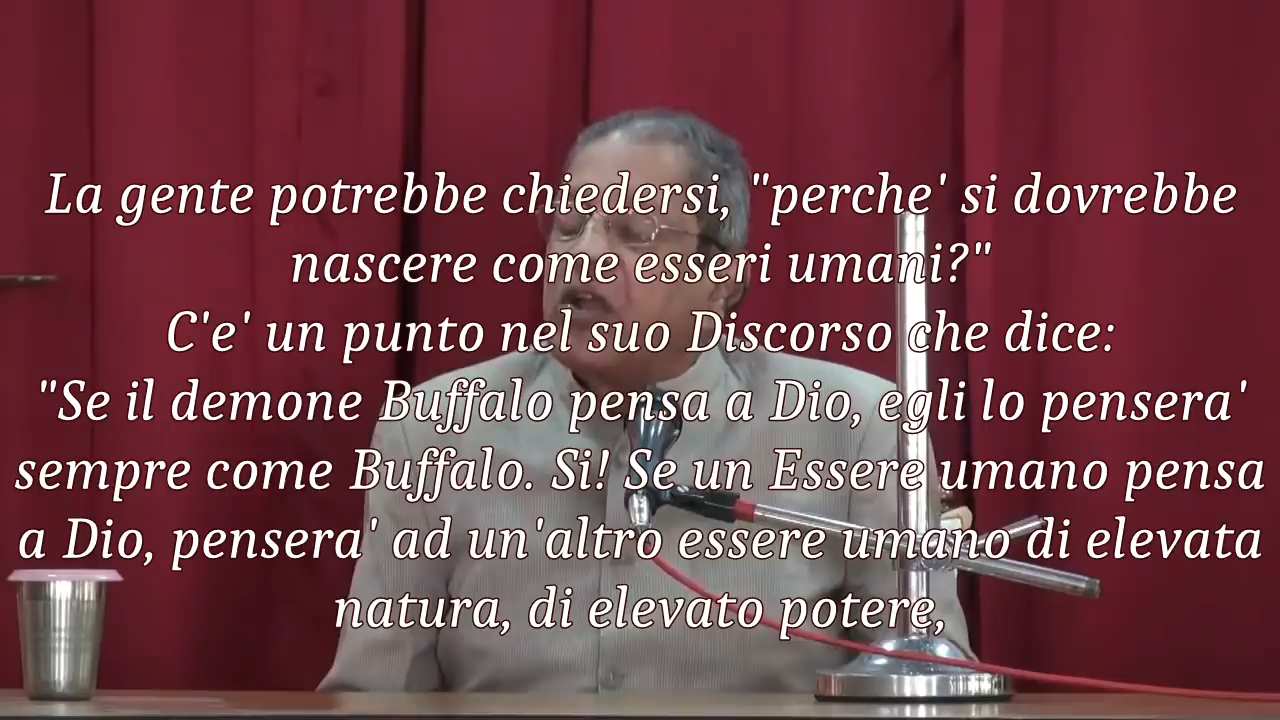 La gente potrebbe chiedersi, "perche' si dovrebbe
nascere come esseri umani?"
C'e' un punto nel suo Discorso che dice:
"Se il demone Buffalo pensa a Dio, egli lo pensera'
sempre come Buffalo. Si! Se un Essere umano pensa
a Dio, pensera' ad un'altro essere umano di elevata
natura, di elevato potere,